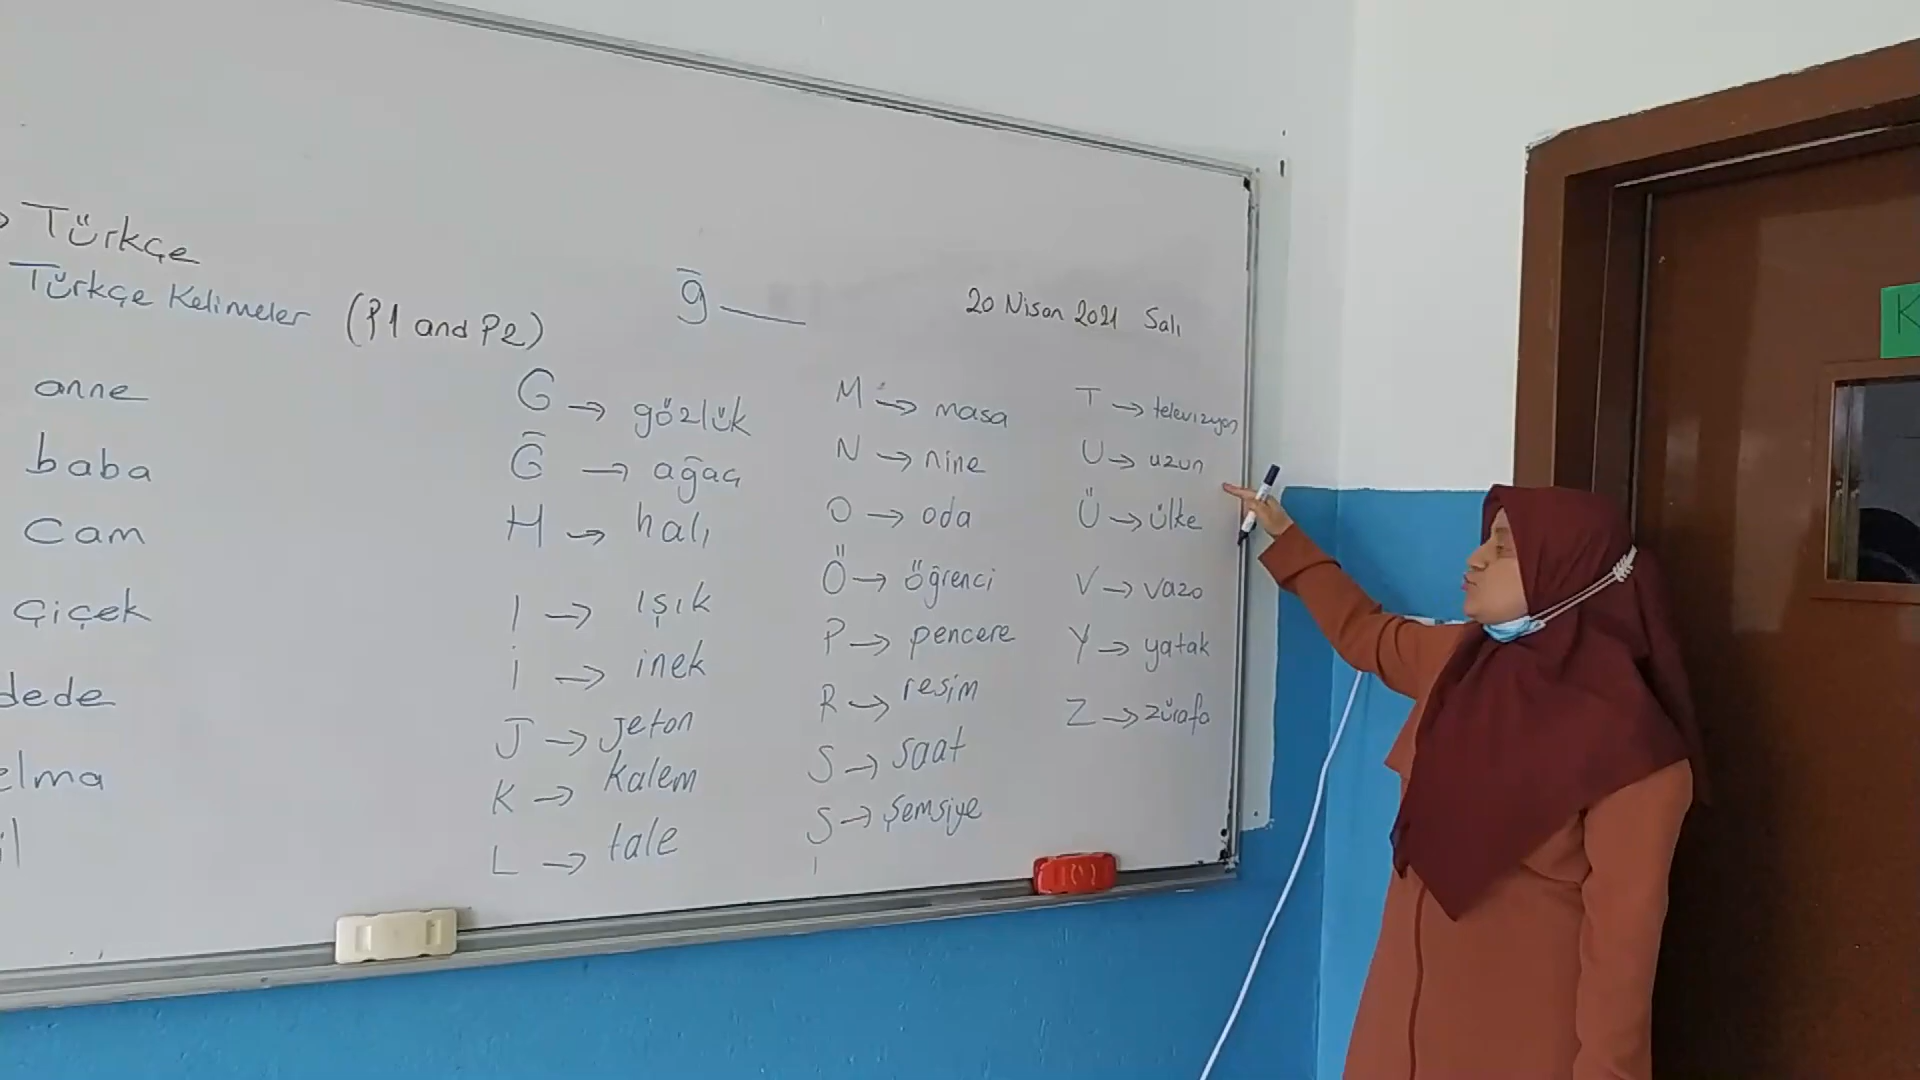 Türkçe
Türkçe Kelimeler (P1 and P2)
ğ
20 Nisan 2021 Salı
anne
baba
Cam
Çiçek
dede
elma
G → gözlük
Ğ → ağaç
H → halı
I → ışık
İ → inek
J → Jeton
K → kalem
L → lale
M → masa
N → nine
O → oda
Ö → öğrenci
P → pencere
R → resim
S → saat
Ş → şemsiye
T → televizyon
U → uzun
Ü → ülke
V → vazo
Y → yatak
Z → zürafa
K